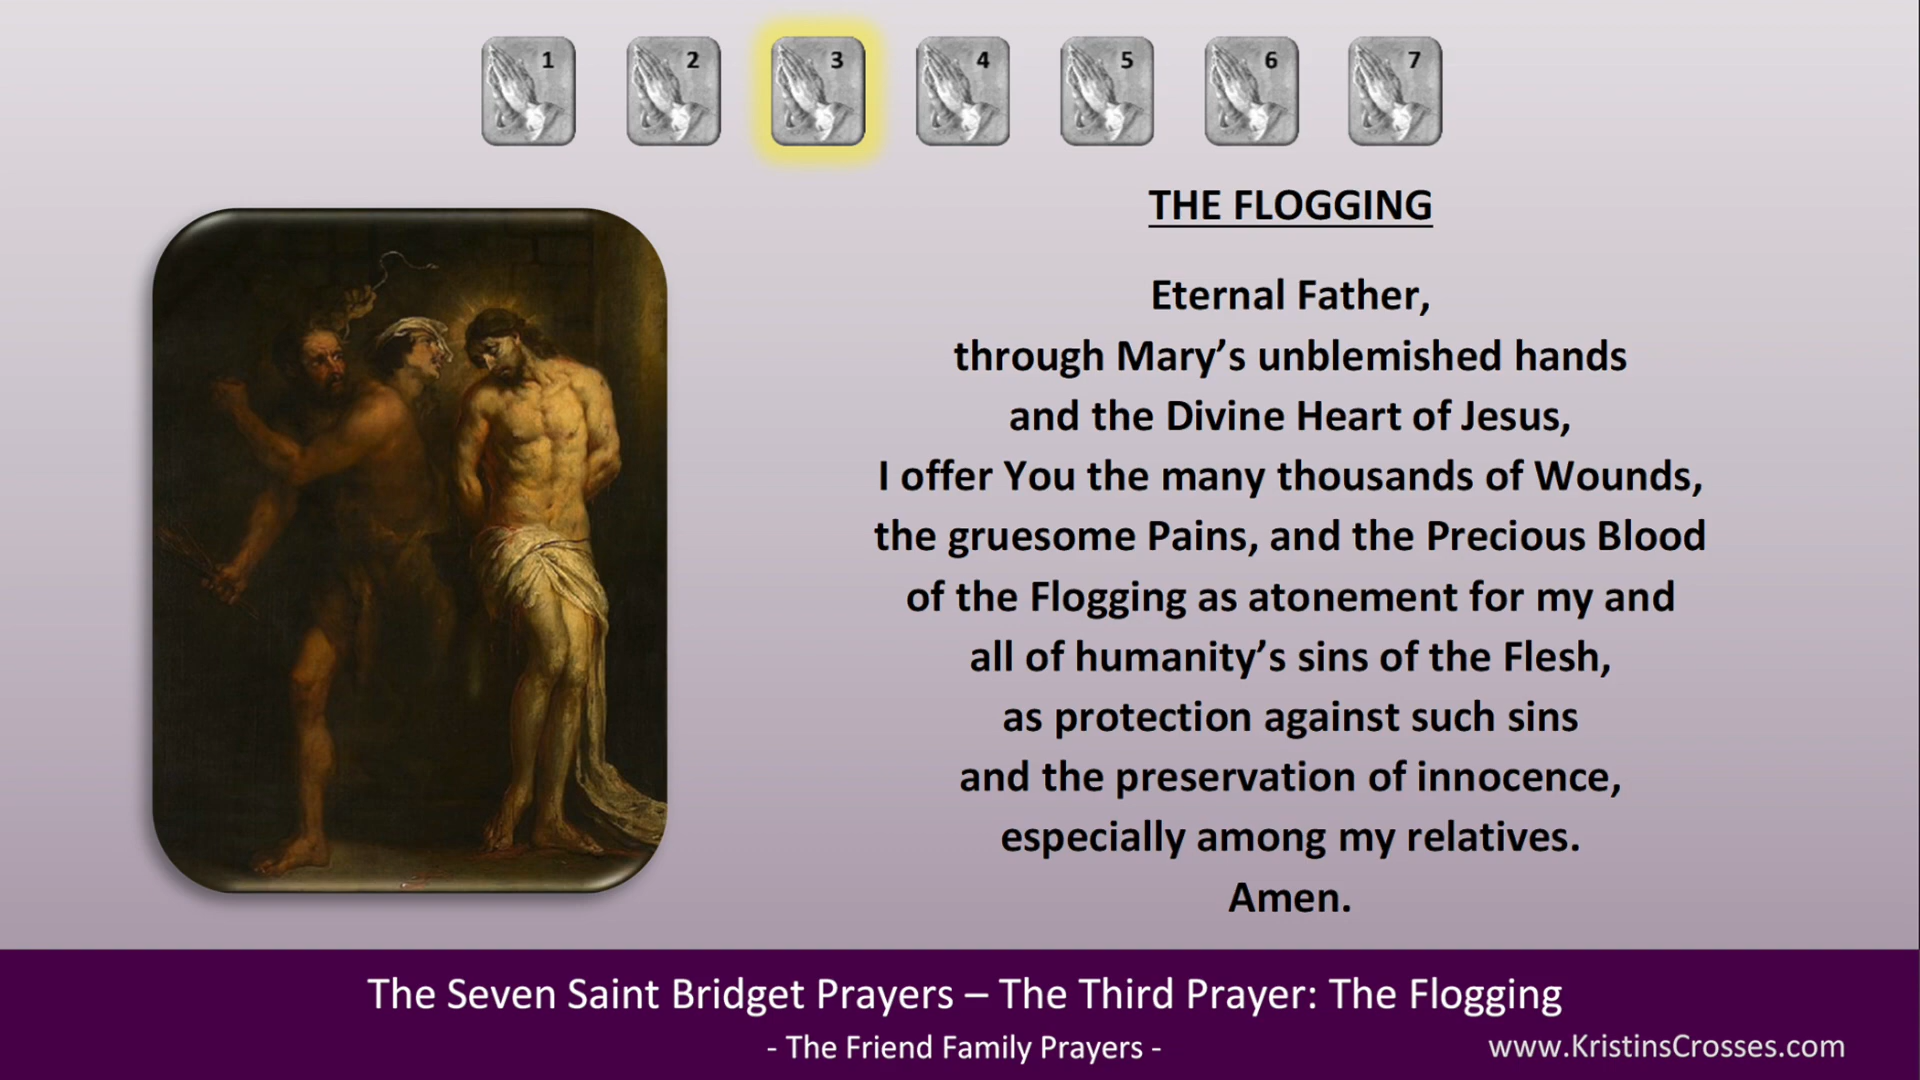 1 2 3 4 5 6 7
THE FLOGGING
Eternal Father,
through Mary’s unblemished hands
and the Divine Heart of Jesus,
I offer You the many thousands of Wounds,
the gruesome Pains, and the Precious Blood
of the Flogging as atonement for my and
all of humanity’s sins of the Flesh,
as protection against such sins
and the preservation of innocence,
especially among my relatives.
Amen.
The Seven Saint Bridget Prayers – The Third Prayer: The Flogging
- The Friend Family Prayers -
www.KristinsCrosses.com